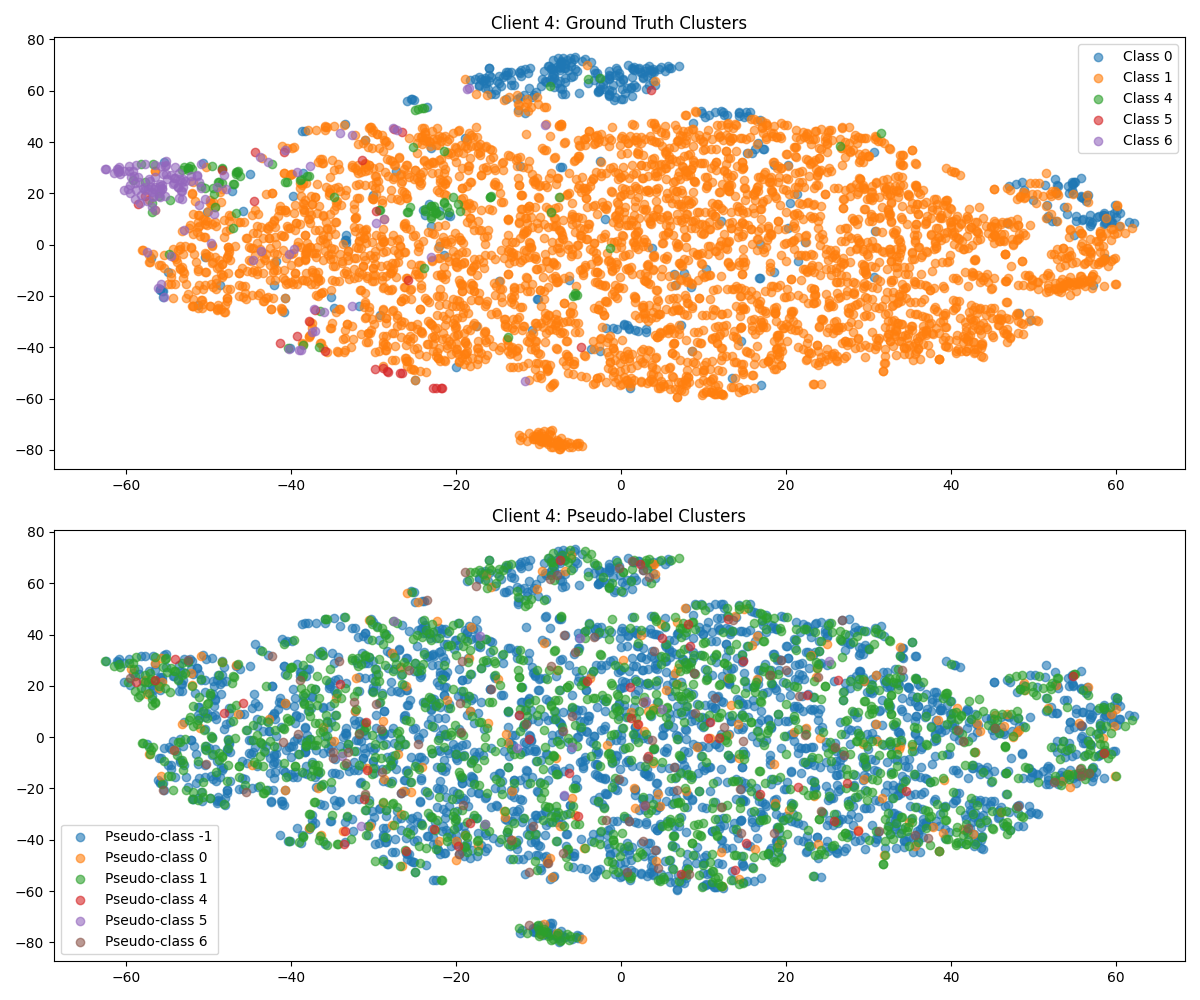 Client 4: Ground Truth Clusters
80
60
40
20
0
−20
−40
−60
−80
Class 0
Class 1
Class 4
Class 5
Class 6
−60 −40 −20 0 20 40 60
Client 4: Pseudo-label Clusters
80
60
40
20
0
−20
−40
−60
−80
Pseudo-class -1
Pseudo-class 0
Pseudo-class 1
Pseudo-class 4
Pseudo-class 5
Pseudo-class 6
−60 −40 −20 0 20 40 60